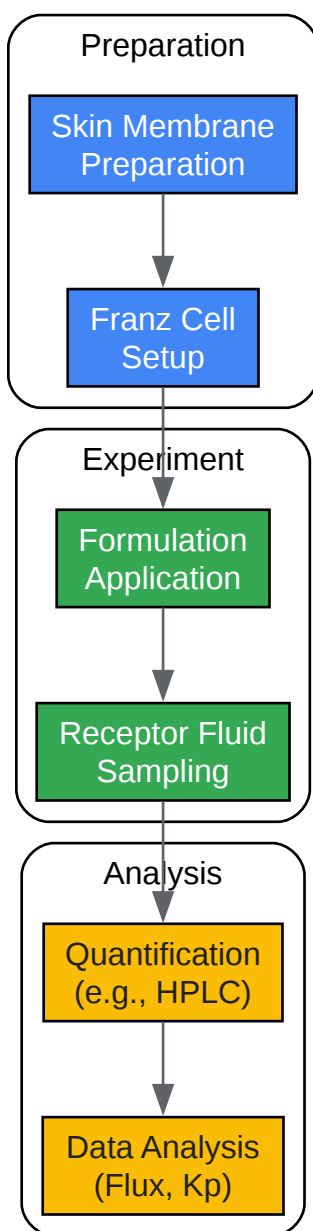 Preparation
Skin Membrane
Preparation
Franz Cell
Setup
Experiment
Formulation
Application
Receptor Fluid
Sampling
Analysis
Quantification
(e.g., HPLC)
Data Analysis
(Flux, Kp)